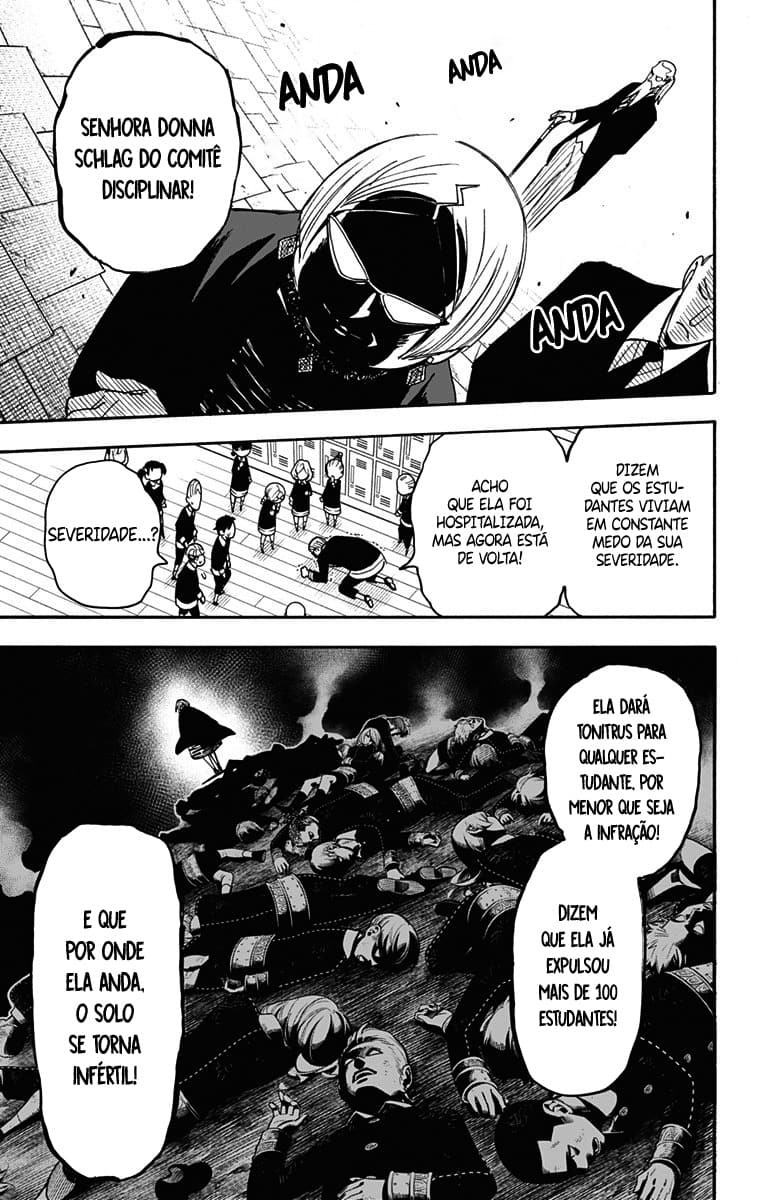 ANDA
ANDA
SENHORA DONNA
SCHLAG DO COMITÊ
DISCIPLINAR!
ANDA
DIZEM
QUE OS ESTU-
DANTES VIVIAM
EM CONSTANTE
MEDO DA SUA
SEVERIDADE.
ACHO
QUE ELA FOI
HOSPITALIZADA,
MAS AGORA ESTÁ
DE VOLTA!
SEVERIDADE...?
ELA DARÁ
TONITRUS PARA
QUALQUER ES-
TUDANTE, POR
MENOR QUE SEJA
A INFRAÇÃO!
DIZEM
QUE ELA JÁ
EXPULSOU
MAIS DE 100
ESTUDANTES!
E QUE
POR ONDE
ELA ANDA,
O SOLO
SE TORNA
INFÉRTIL!